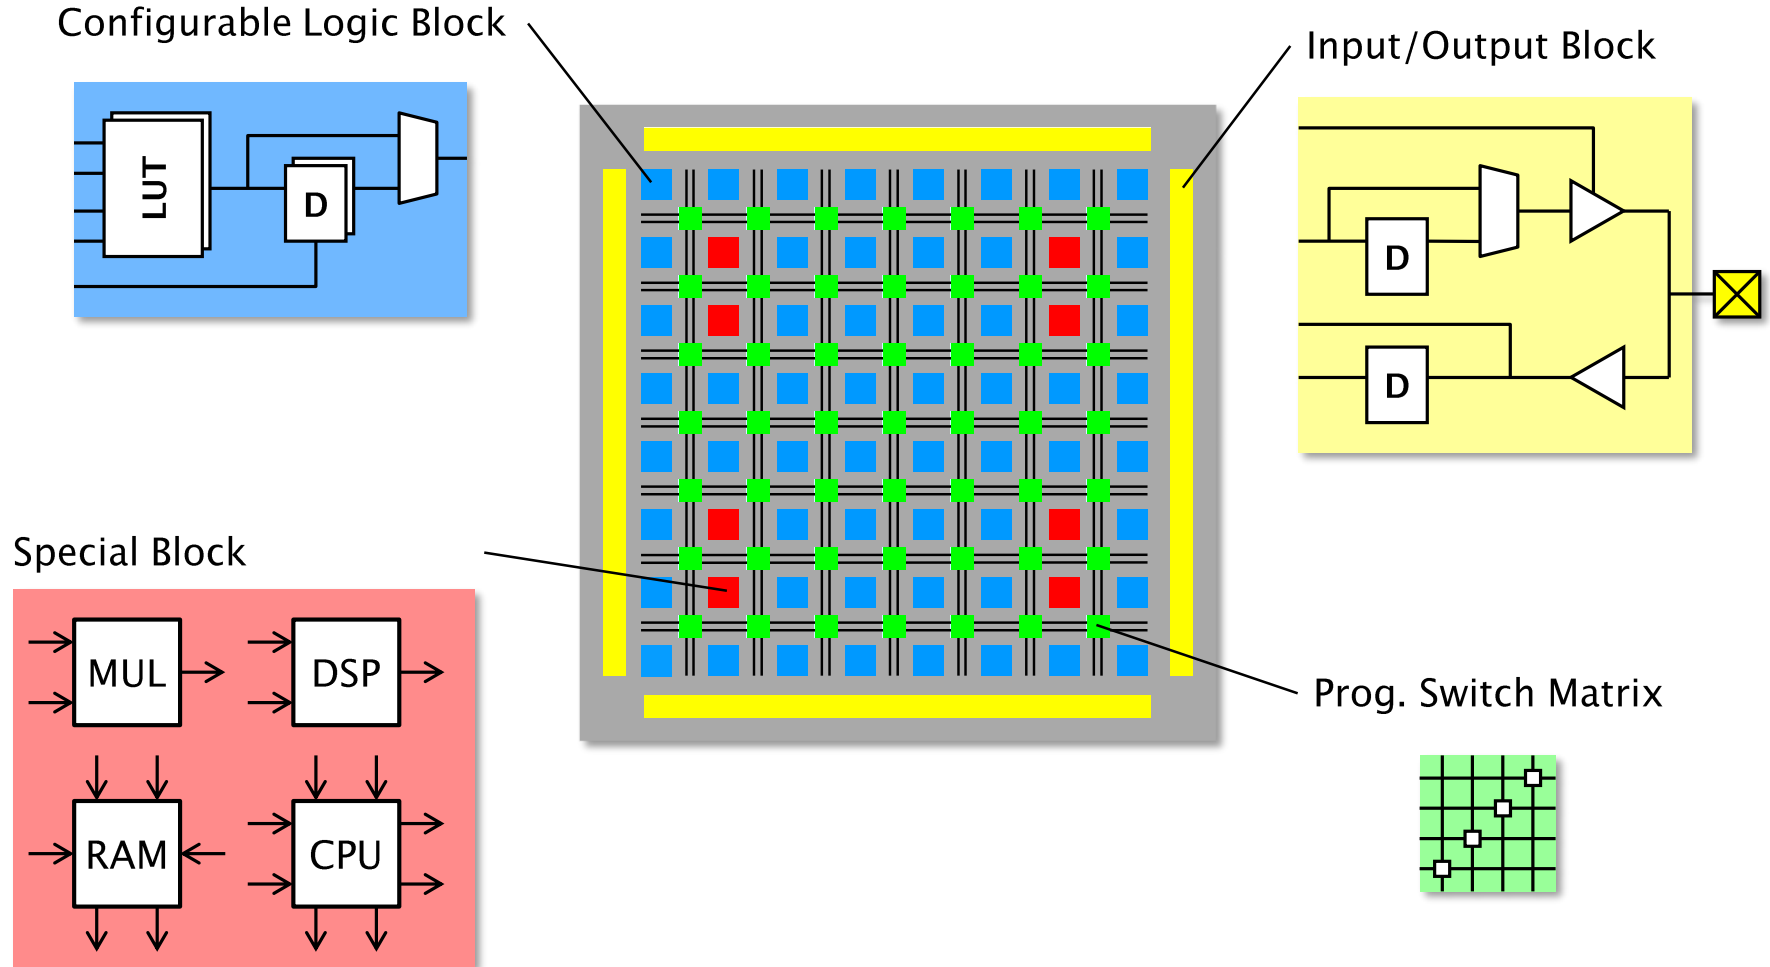 Configurable Logic Block
Input/Output Block
LUT
D
D
D
Special Block
MUL
DSP
RAM
CPU
Prog. Switch Matrix